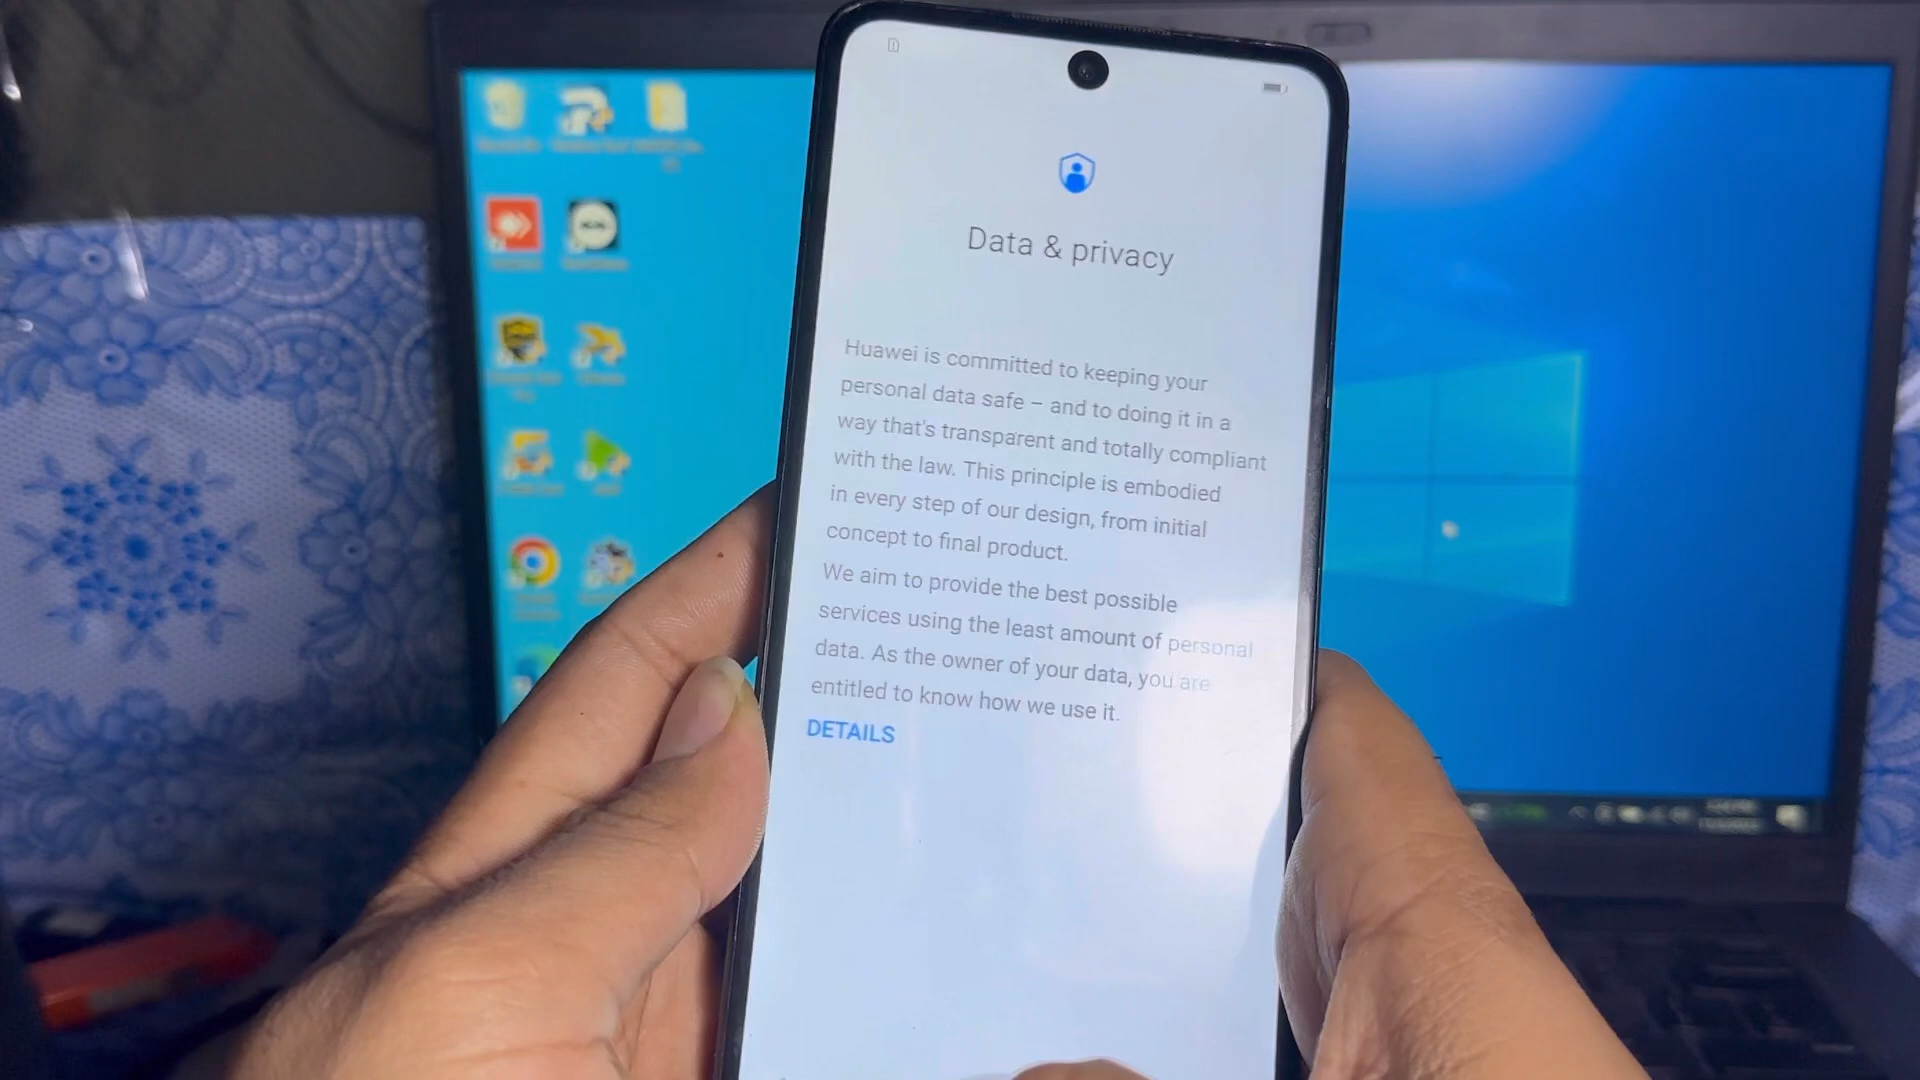 Data & privacy
Huawei is committed to keeping your
personal data safe – and to doing it in a
way that's transparent and totally compliant
with the law. This principle is embodied
in every step of our design, from initial
concept to final product.
We aim to provide the best possible
services using the least amount of personal
data. As the owner of your data, you are
entitled to know how we use it.
DETAILS